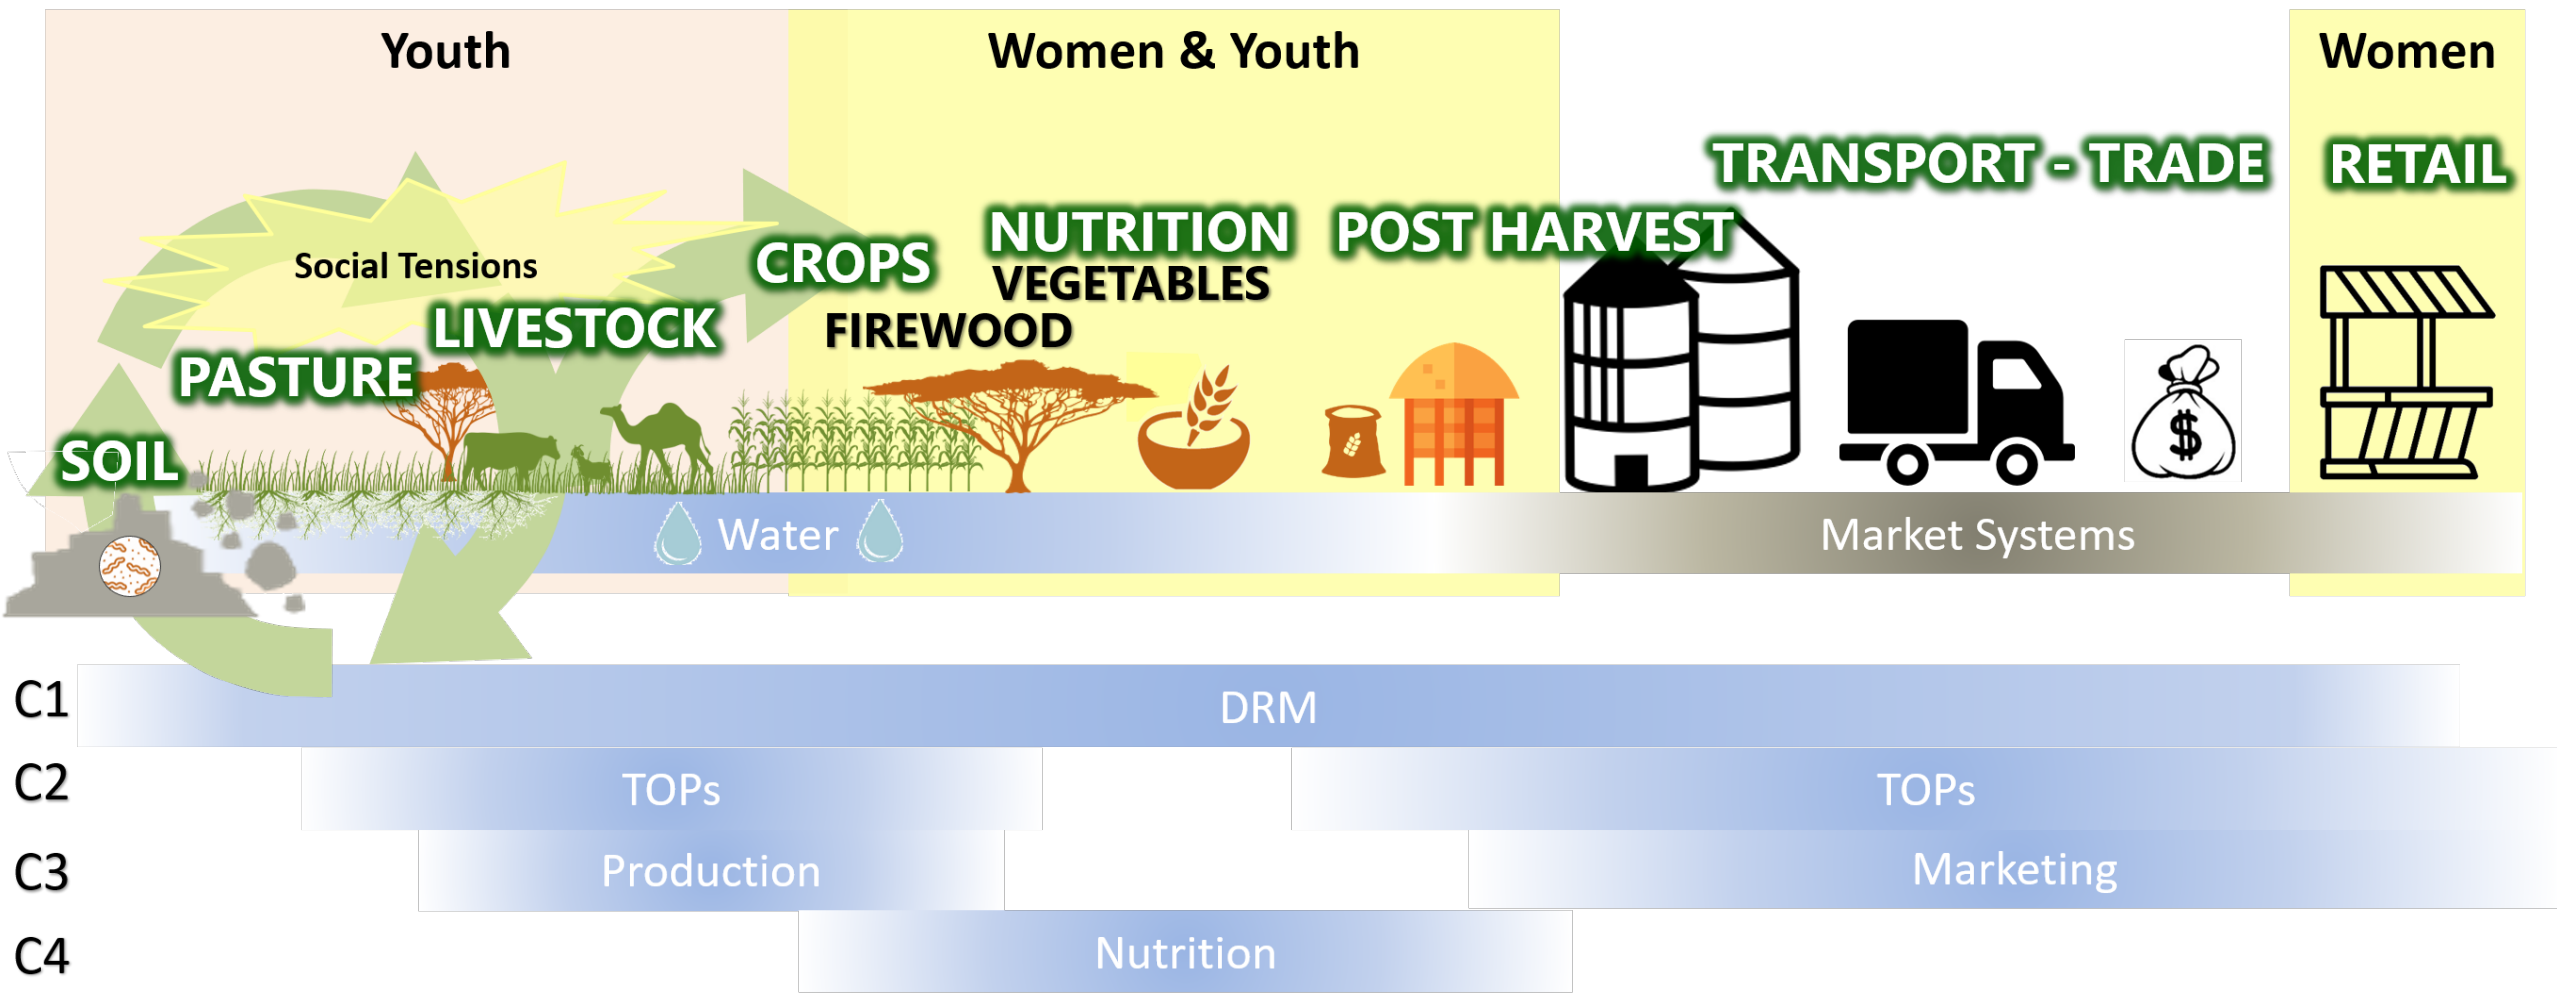 Youth
Women & Youth
Women
TRANSPORT - TRADE
RETAIL
NUTRITION
POST HARVEST
CROPS
Social Tensions
VEGETABLES
LIVESTOCK
FIREWOOD
PASTURE
SOIL
$
Water
Market Systems
C1
DRM
C2
TOPs
TOPs
C3
Production
Marketing
C4
Nutrition